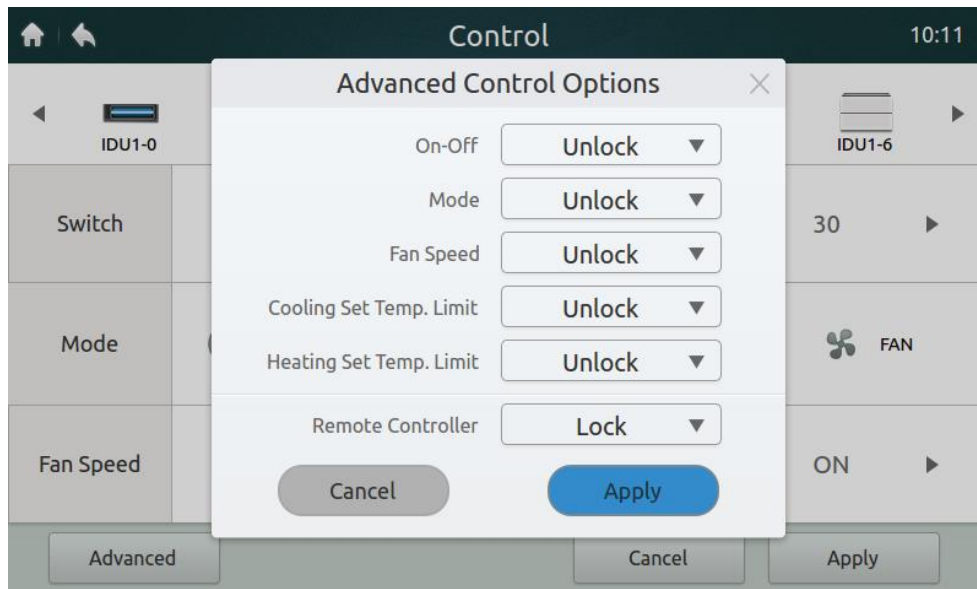 Control
10:11
Advanced Control Options
IDU1-0
IDU1-6
On-Off Unlock
Mode Unlock
Fan Speed Unlock
Cooling Set Temp. Limit Unlock
Heating Set Temp. Limit Unlock
Remote Controller Lock
Cancel Apply
Switch
30
Mode
FAN
Fan Speed
ON
Advanced
Cancel
Apply